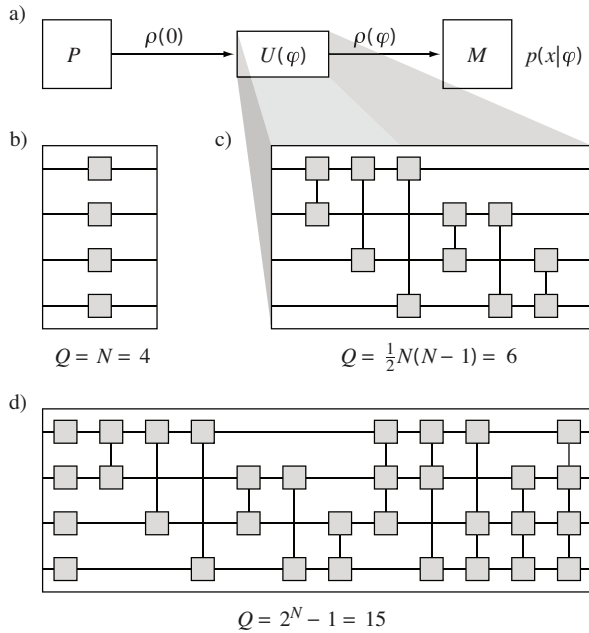 a)
P ρ(0) U(φ) ρ(φ) M p(x|φ)
b) c)
Q = N = 4 Q = ½N(N − 1) = 6
d)
Q = 2^N − 1 = 15